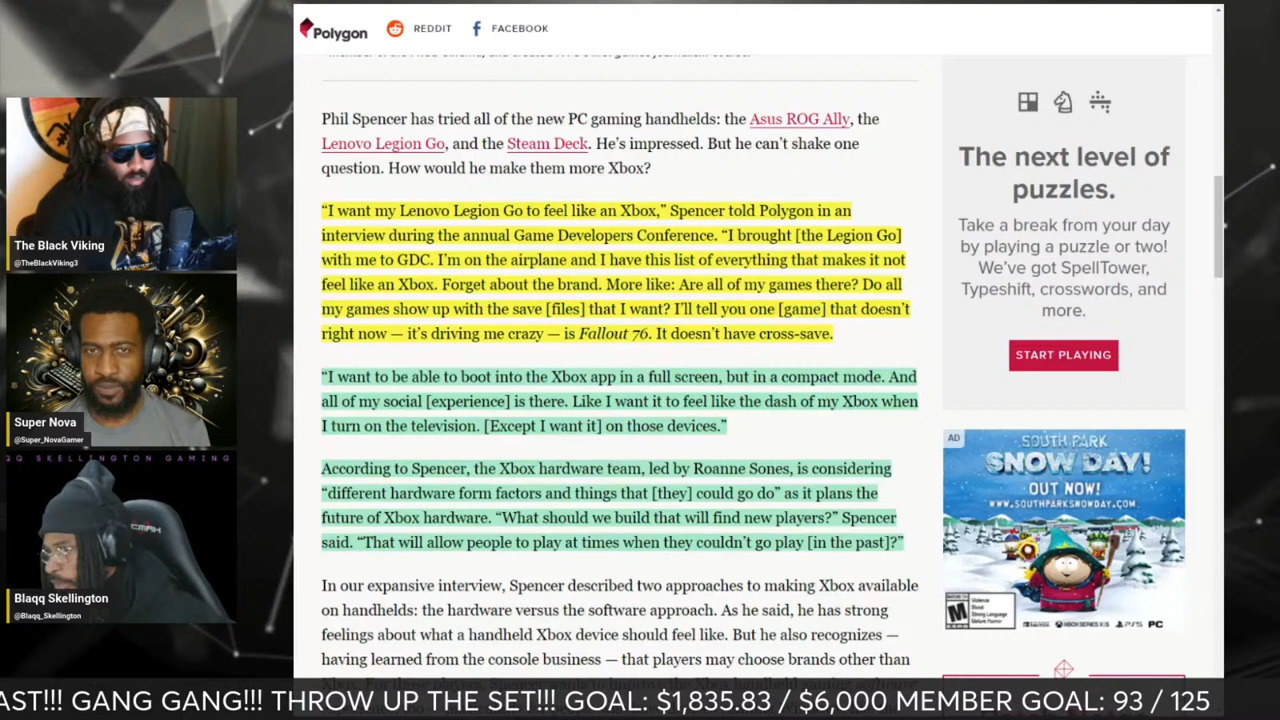 Polygon
REDDIT
FACEBOOK
Phil Spencer has tried all of the new PC gaming handhelds: the Asus ROG Ally, the
Lenovo Legion Go, and the Steam Deck. He’s impressed. But he can’t shake one
question. How would he make them more Xbox?
“I want my Lenovo Legion Go to feel like an Xbox,” Spencer told Polygon in an
interview during the annual Game Developers Conference. “I brought [the Legion Go]
with me to GDC. I’m on the airplane and I have this list of everything that makes it not
feel like an Xbox. Forget about the brand. More like: Are all of my games there? Do all
my games show up with the save [files] that I want? I’ll tell you one [game] that doesn’t
right now — it’s driving me crazy — is Fallout 76. It doesn’t have cross-save.
“I want to be able to boot into the Xbox app in a full screen, but in a compact mode. And
all of my social [experience] is there. Like I want it to feel like the dash of my Xbox when
I turn on the television. [Except I want it] on those devices.”
According to Spencer, the Xbox hardware team, led by Roanne Sones, is considering
“different hardware form factors and things that [they] could go do” as it plans the
future of Xbox hardware. “What should we build that will find new players?” Spencer
said. “That will allow people to play at times when they couldn’t go play [in the past]?”
In our expansive interview, Spencer described two approaches to making Xbox available
on handhelds: the hardware versus the software approach. As he said, he has strong
feelings about what a handheld Xbox device should feel like. But he also recognizes —
having learned from the console business — that players may choose brands other than
The next level of
puzzles.
Take a break from your day
by playing a puzzle or two!
We’ve got SpellTower,
Typeshift, crosswords, and
more.
START PLAYING
AD
SOUTH PARK
SNOW DAY!
OUT NOW!
WWW.SOUTHPARKSNOWDAY.COM
M
Violence
Blood
Strong Language
Mature Humor
XBOX SERIES X|S
PS5
PC
The Black Viking
@TheBlackViking3
Super Nova
@Super_NovaGamer
QQ SKELLINGTON GAMING
CMAX
Blaqq Skellington
@Blaqq_Skellington
AST!!! GANG GANG!!! THROW UP THE SET!!! GOAL: $1,835.83 / $6,000 MEMBER GOAL: 93 / 125